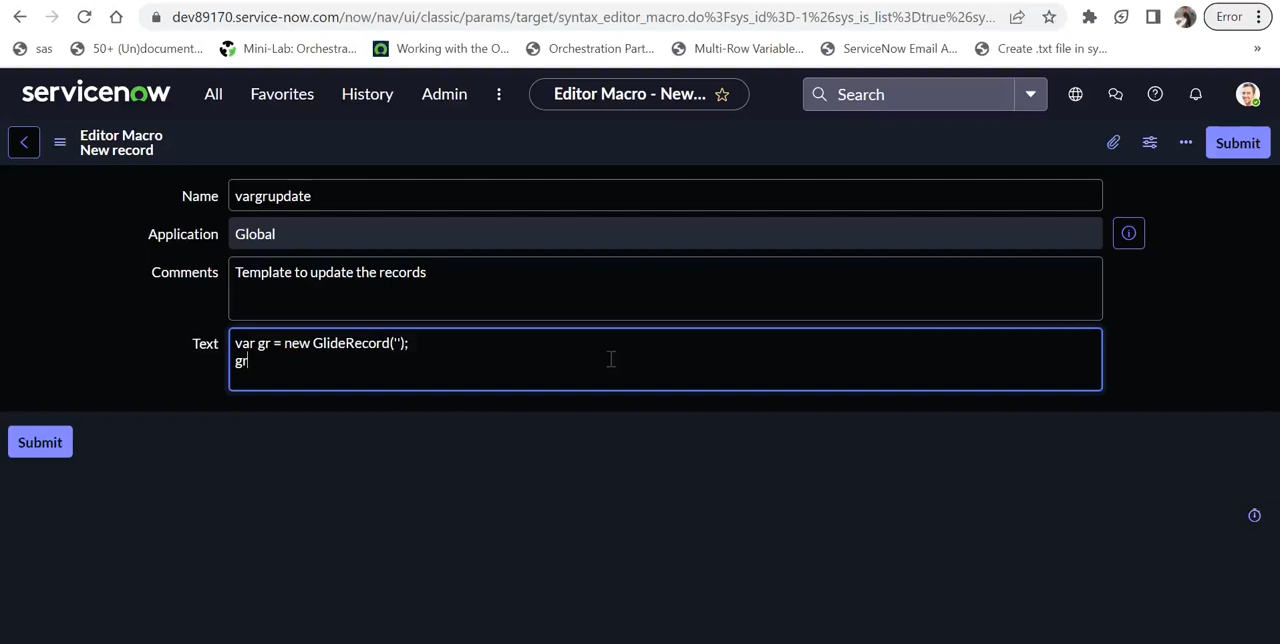 dev89170.service-now.com/now/nav/ui/classic/params/target/syntax_editor_macro.do%3Fsys_id%3D-1%26sys_is_list%3Dtrue%26sy...
Error
sas
50+ (Un)document...
Mini-Lab: Orchestra...
Working with the O...
Orchestration Part...
Multi-Row Variable...
ServiceNow Email A...
Create .txt file in sy...
»
servicenow
All
Favorites
History
Admin
Editor Macro - New...
Search
Editor Macro
New record
Submit
Name
vargrupdate
Application
Global
Comments
Template to update the records
Text
var gr = new GlideRecord('');
gr
Submit